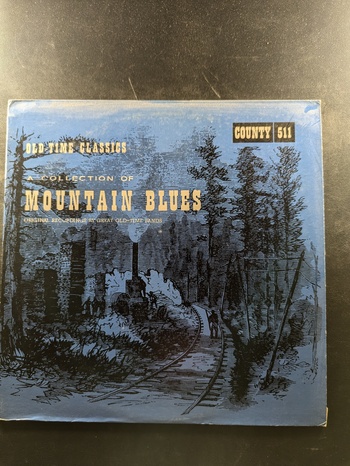 COUNTY 511
OLD-TIME CLASSICS
A COLLECTION OF
MOUNTAIN BLUES
ORIGINAL RECORDINGS BY GREAT OLD-TIME BANDS